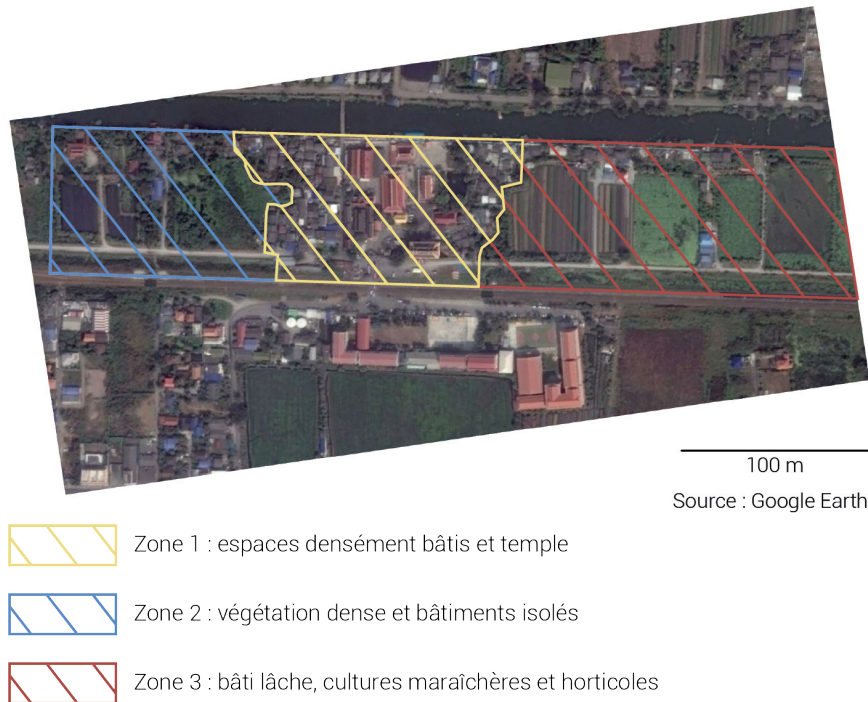 100 m
Source : Google Earth
Zone 1 : espaces densément bâtis et temple
Zone 2 : végétation dense et bâtiments isolés
Zone 3 : bâti lâche, cultures maraîchères et horticoles